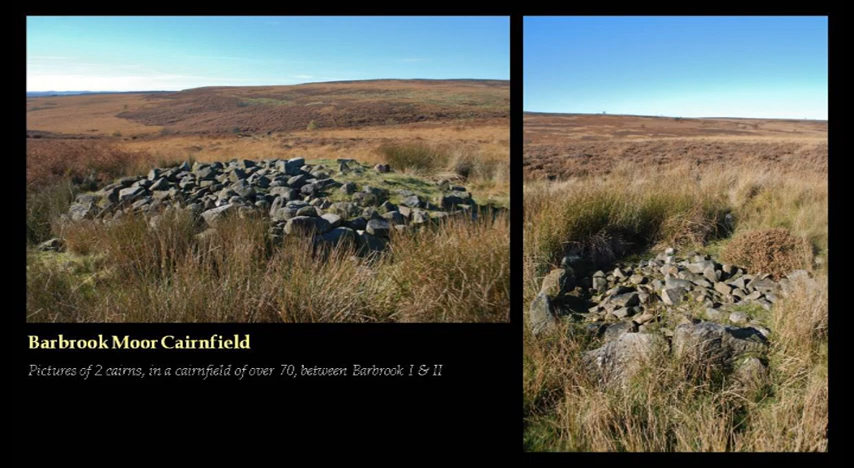 Barbrook Moor Cairnfield
Pictures of 2 cairns, in a cairnfield of over 70, between Barbrook I & II